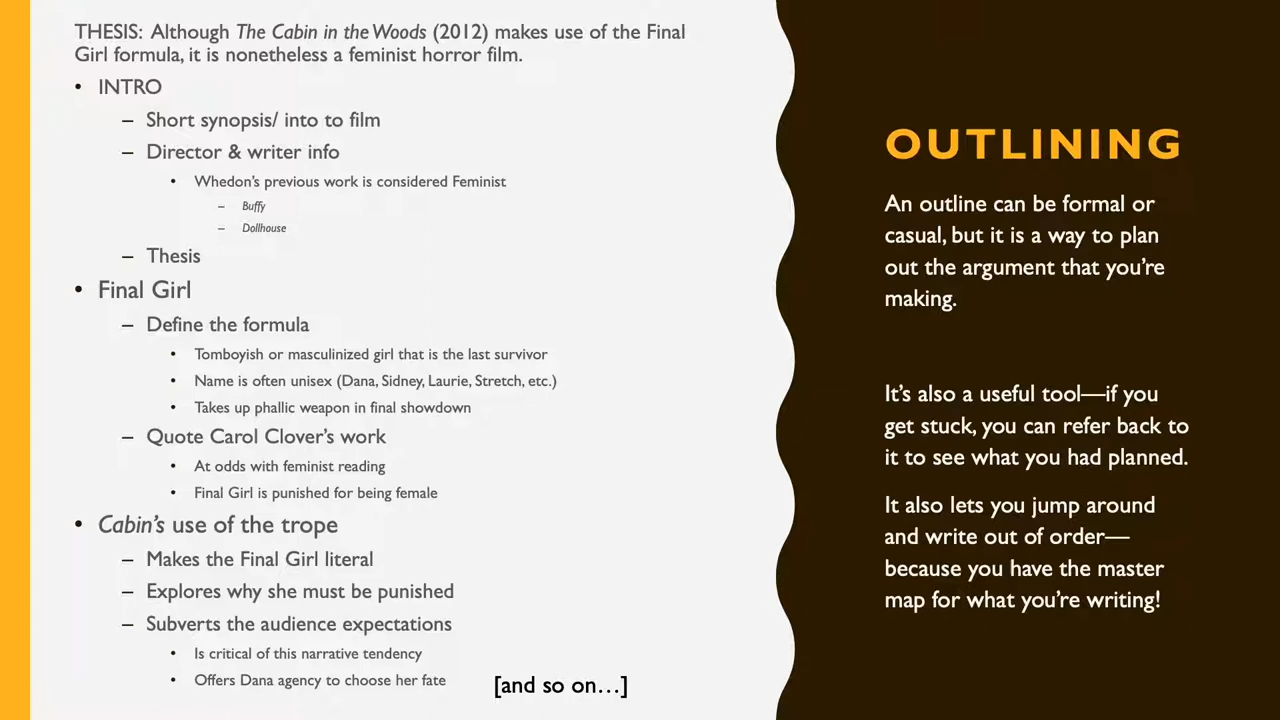 THESIS: Although The Cabin in the Woods (2012) makes use of the Final
Girl formula, it is nonetheless a feminist horror film.
• INTRO
– Short synopsis/ into to film
– Director & writer info
• Whedon's previous work is considered Feminist
– Buffy
– Dollhouse
– Thesis
• Final Girl
– Define the formula
• Tomboyish or masculinized girl that is the last survivor
• Name is often unisex (Dana, Sidney, Laurie, Stretch, etc.)
• Takes up phallic weapon in final showdown
– Quote Carol Clover's work
• At odds with feminist reading
• Final Girl is punished for being female
• Cabin's use of the trope
– Makes the Final Girl literal
– Explores why she must be punished
– Subverts the audience expectations
• Is critical of this narrative tendency
• Offers Dana agency to choose her fate
[and so on…]
OUTLINING
An outline can be formal or
casual, but it is a way to plan
out the argument that you're
making.
It's also a useful tool—if you
get stuck, you can refer back to
it to see what you had planned.
It also lets you jump around
and write out of order—
because you have the master
map for what you're writing!